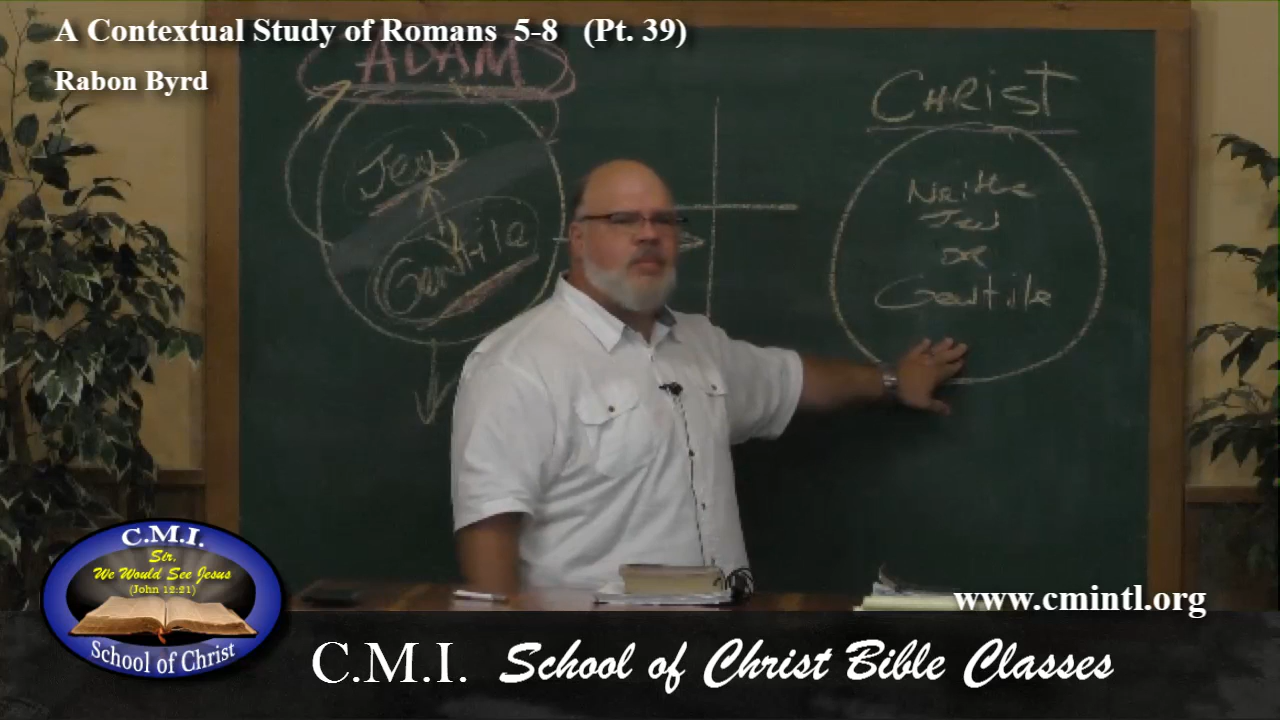 A Contextual Study of Romans 5-8 (Pt. 39)
Rabon Byrd
ADAM
Jew
Gentile
CHRIST
Neither
Jew
or
Gentile
C.M.I.
Sir,
We Would See Jesus
(John 12:21)
School of Christ
www.cmintl.org
C.M.I. School of Christ Bible Classes